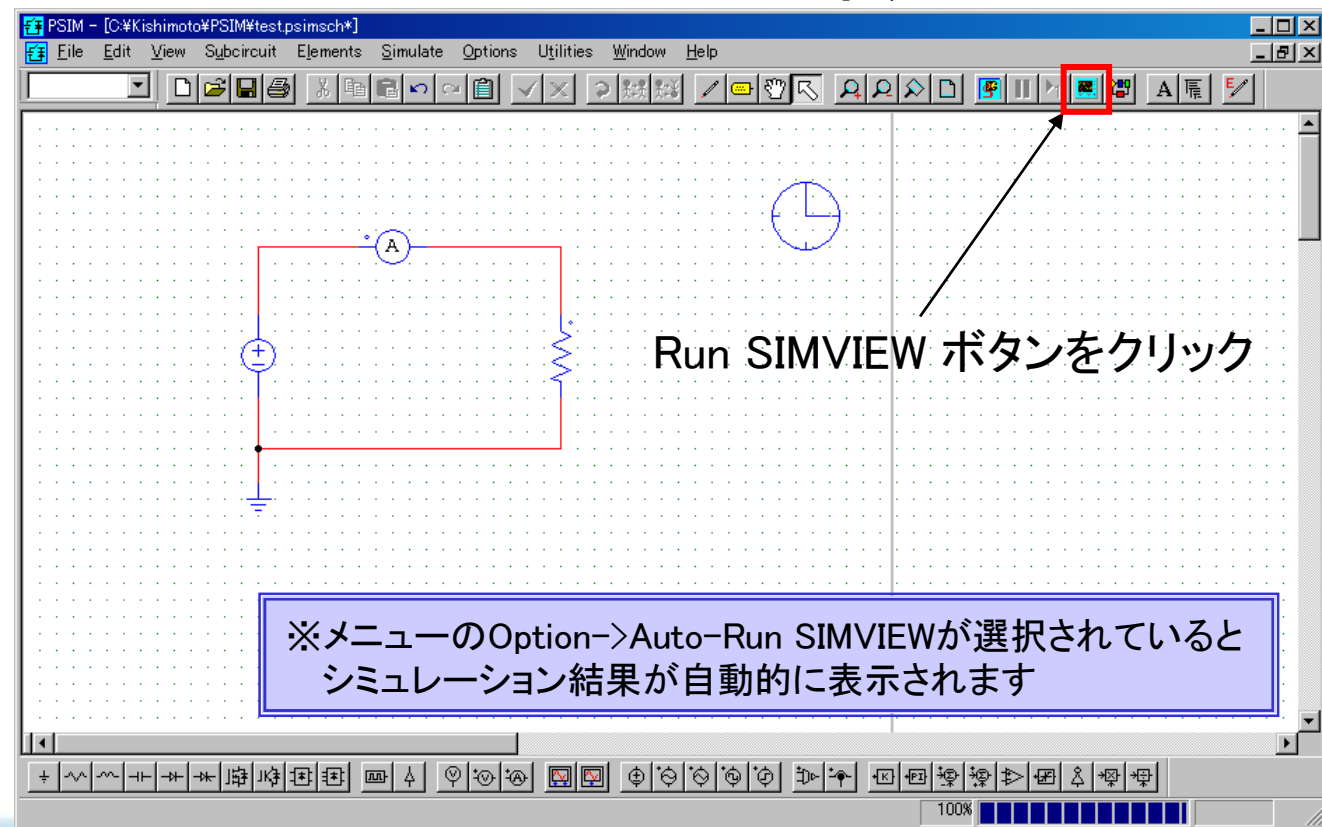 PSIM - [C:¥Kishimoto¥PSIM¥test.psimsch*]
File Edit View Subcircuit Elements Simulate Options Utilities Window Help
A
A
Run SIMVIEW ボタンをクリック
※メニューのOption->Auto-Run SIMVIEWが選択されていると
シミュレーション結果が自動的に表示されます
100%